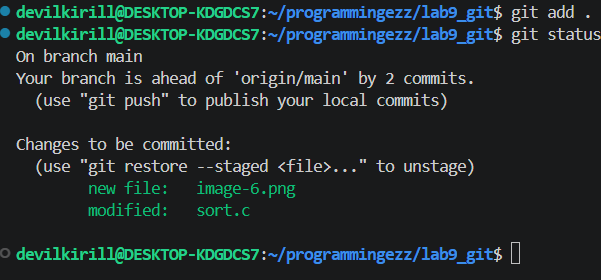 devilkirill@DESKTOP-KDGDCS7:~/programmingezz/lab9_git$ git add .
devilkirill@DESKTOP-KDGDCS7:~/programmingezz/lab9_git$ git status
On branch main
Your branch is ahead of 'origin/main' by 2 commits.
  (use "git push" to publish your local commits)

Changes to be committed:
  (use "git restore --staged <file>..." to unstage)
        new file:   image-6.png
        modified:   sort.c

devilkirill@DESKTOP-KDGDCS7:~/programmingezz/lab9_git$